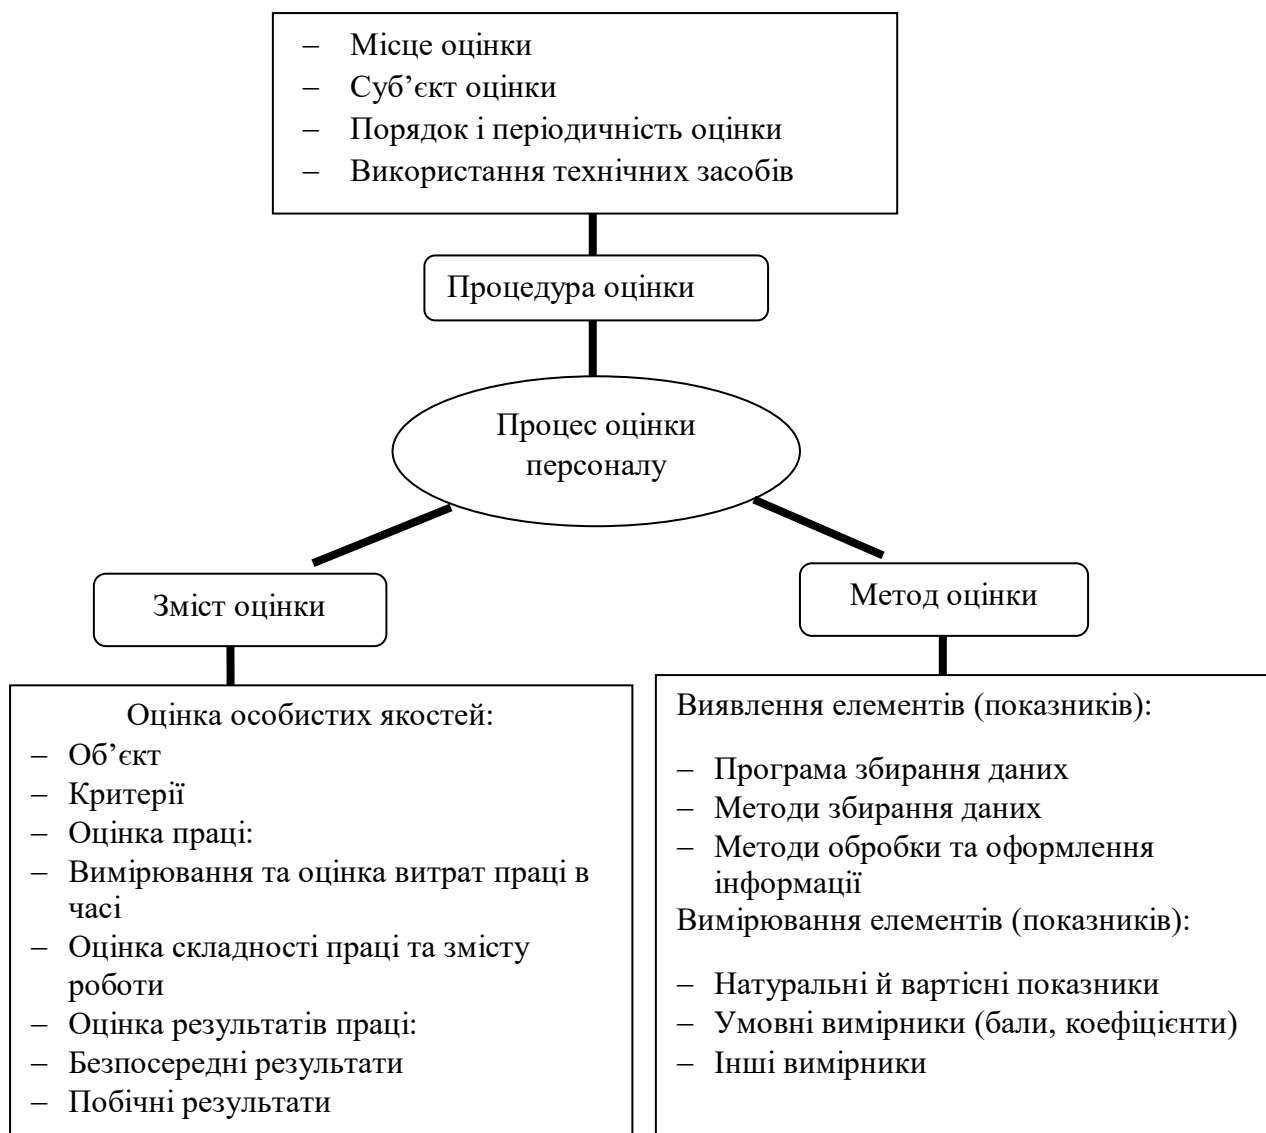 – Місце оцінки
– Суб’єкт оцінки
– Порядок і періодичність оцінки
– Використання технічних засобів
Процедура оцінки
Процес оцінки
персоналу
Зміст оцінки
Метод оцінки
Оцінка особистих якостей:
– Об’єкт
– Критерії
– Оцінка праці:
– Вимірювання та оцінка витрат праці в
часі
– Оцінка складності праці та змісту
роботи
– Оцінка результатів праці:
– Безпосередні результати
– Побічні результати
Виявлення елементів (показників):
– Програма збирання даних
– Методи збирання даних
– Методи обробки та оформлення
інформації
Вимірювання елементів (показників):
– Натуральні й вартісні показники
– Умовні вимірники (бали, коефіцієнти)
– Інші вимірники